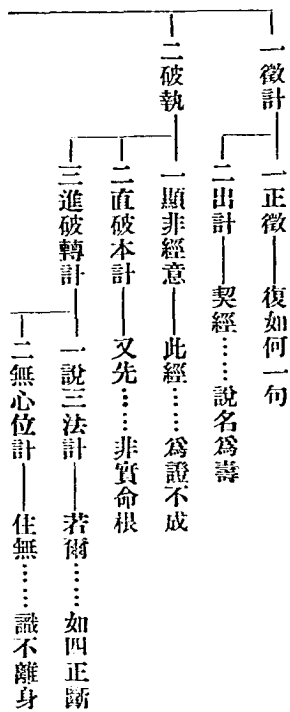 一徵計
一正徵
復如何一句
二出計
契經……說名爲壽
二破執
一顯非經意
此經……爲證不成
二直破本計
又先……非實命根
三進破轉計
一說三法計
若爾……如四正斷
二無心位計
住無……識不離身